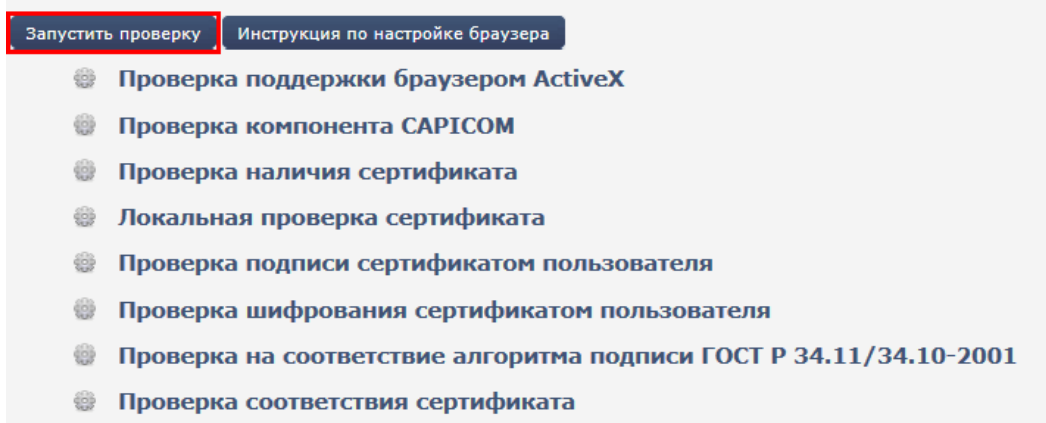 Запустить проверку Инструкция по настройке браузера
Проверка поддержки браузером ActiveX
Проверка компонента CAPICOM
Проверка наличия сертификата
Локальная проверка сертификата
Проверка подписи сертификатом пользователя
Проверка шифрования сертификатом пользователя
Проверка на соответствие алгоритма подписи ГОСТ Р 34.11/34.10-2001
Проверка соответствия сертификата